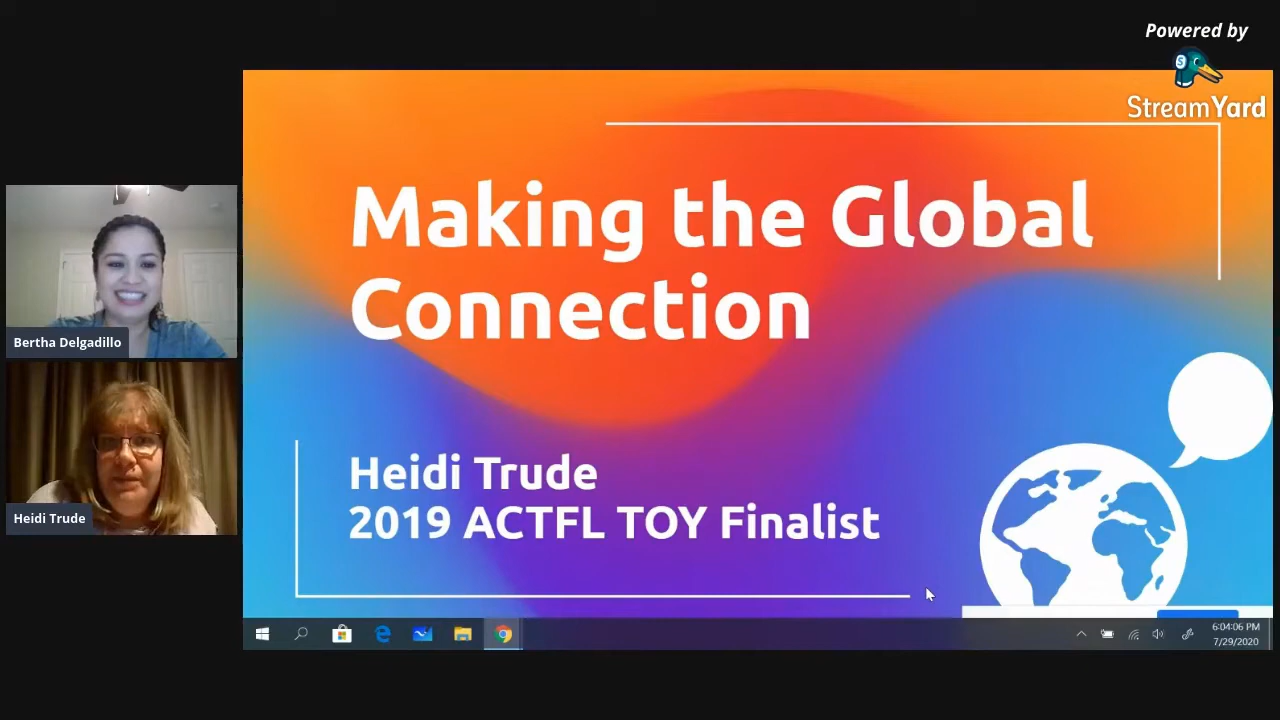 Powered by
StreamYard
Making the Global
Connection
Bertha Delgadillo
Heidi Trude
2019 ACTFL TOY Finalist
Heidi Trude
6:04:06 PM
7/29/2020